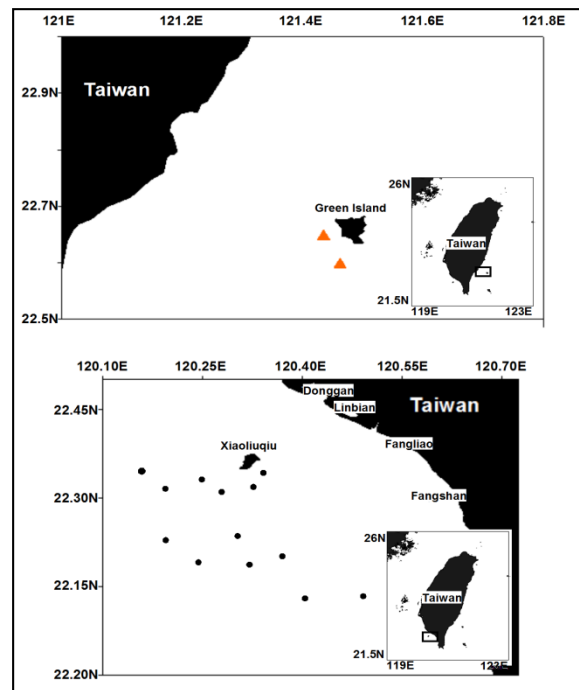 121E 121.2E 121.4E 121.6E 121.8E
22.9N
Taiwan
22.7N
Green Island
26N
Taiwan
21.5N
119E 123E
22.5N
120.10E 120.25E 120.40E 120.55E 120.70E
22.45N
Donggan
Linbian
Taiwan
Xiaoliuqiu
Fangliao
22.30N
Fangshan
26N
Taiwan
22.15N
21.5N
119E 123E
22.20N